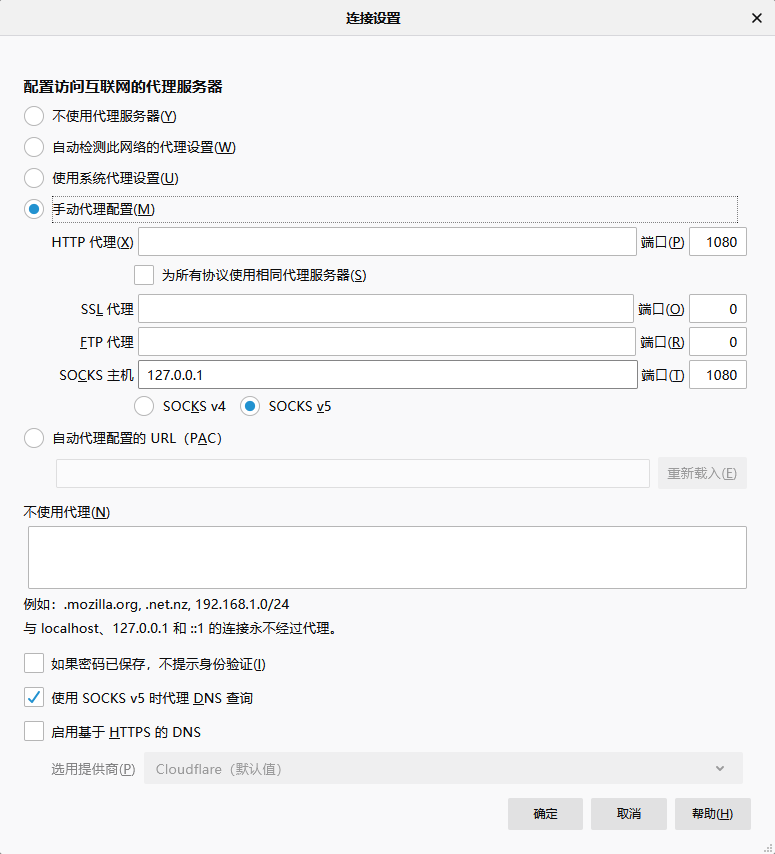 连接设置
配置访问互联网的代理服务器
不使用代理服务器(Y)
自动检测此网络的代理设置(W)
使用系统代理设置(U)
手动代理配置(M)
HTTP 代理(X) 端口(P) 1080
为所有协议使用相同代理服务器(S)
SSL 代理 端口(O) 0
FTP 代理 端口(R) 0
SOCKS 主机 127.0.0.1 端口(T) 1080
SOCKS v4 SOCKS v5
自动代理配置的 URL（PAC）
重新载入(E)
不使用代理(N)
例如：.mozilla.org, .net.nz, 192.168.1.0/24
与 localhost、127.0.0.1 和 ::1 的连接永不经过代理。
如果密码已保存，不提示身份验证(I)
使用 SOCKS v5 时代理 DNS 查询
启用基于 HTTPS 的 DNS
选用提供商(P) Cloudflare（默认值）
确定 取消 帮助(H)